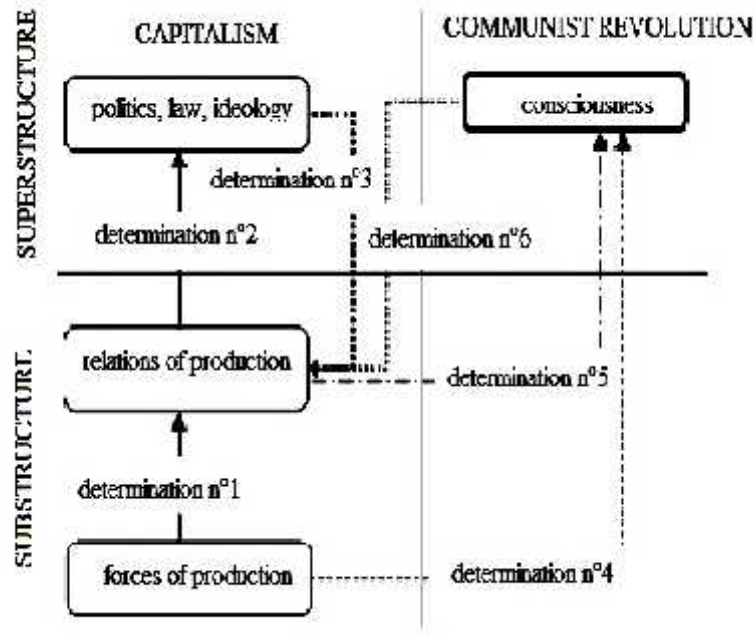 CAPITALISM
COMMUNIST REVOLUTION
SUPERSTRUCTURE
politics, law, ideology
consciousness
determination n°3
determination n°2
determination n°6
SUBSTRUCTURE
relations of production
determination n°5
determination n°1
forces of production
determination n°4